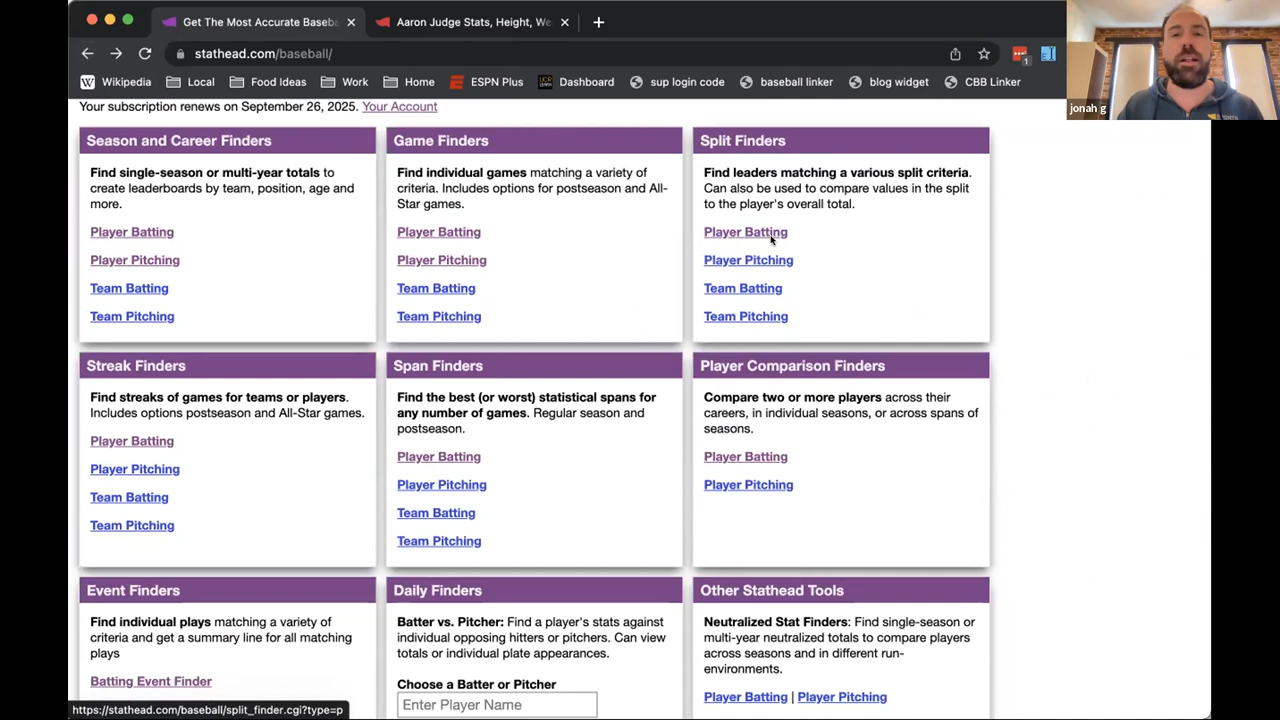 Get The Most Accurate Baseba
Aaron Judge Stats, Height, We
stathead.com/baseball/
Wikipedia
Local
Food Ideas
Work
Home
ESPN Plus
Dashboard
sup login code
baseball linker
blog widget
CBB Linker
jonah g
Your subscription renews on September 26, 2025. Your Account
Season and Career Finders
Find single-season or multi-year totals to
create leaderboards by team, position, age and
more.
Player Batting
Player Pitching
Team Batting
Team Pitching
Game Finders
Find individual games matching a variety of
criteria. Includes options for postseason and All-
Star games.
Player Batting
Player Pitching
Team Batting
Team Pitching
Split Finders
Find leaders matching a various split criteria.
Can also be used to compare values in the split
to the player's overall total.
Player Batting
Player Pitching
Team Batting
Team Pitching
Streak Finders
Find streaks of games for teams or players.
Includes options postseason and All-Star games.
Player Batting
Player Pitching
Team Batting
Team Pitching
Span Finders
Find the best (or worst) statistical spans for
any number of games. Regular season and
postseason.
Player Batting
Player Pitching
Team Batting
Team Pitching
Player Comparison Finders
Compare two or more players across their
careers, in individual seasons, or across spans of
seasons.
Player Batting
Player Pitching
Event Finders
Find individual plays matching a variety of
criteria and get a summary line for all matching
plays
Batting Event Finder
Daily Finders
Batter vs. Pitcher: Find a player's stats against
individual opposing hitters or pitchers. Can view
totals or individual plate appearances.
Choose a Batter or Pitcher
Enter Player Name
Other Stathead Tools
Neutralized Stat Finders: Find single-season or
multi-year neutralized totals to compare players
across seasons and in different run-
environments.
Player Batting | Player Pitching
https://stathead.com/baseball/split_finder.cgi?type=p